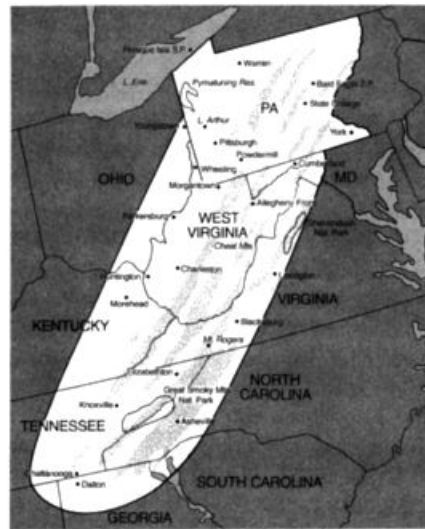 Presque Isle S.P.
L. Erie
Warren
Pymatuning Res.
Bald Eagle S.P.
State College
L. Arthur
PA
Youngstown
York
Pittsburgh
Powdermill
Wheeling
Cumberland
OHIO
MD
Morgantown
Allegheny Front
Parkersburg
WEST
VIRGINIA
Shenandoah
Nat. Park
Cheat Mts.
Charleston
Huntington
Lexington
Morehead
VIRGINIA
KENTUCKY
Blacksburg
Mt. Rogers
Elizabethton
NORTH
CAROLINA
Great Smoky Mts.
Nat. Park
Knoxville
TENNESSEE
Asheville
Chattanooga
Dalton
SOUTH CAROLINA
GEORGIA